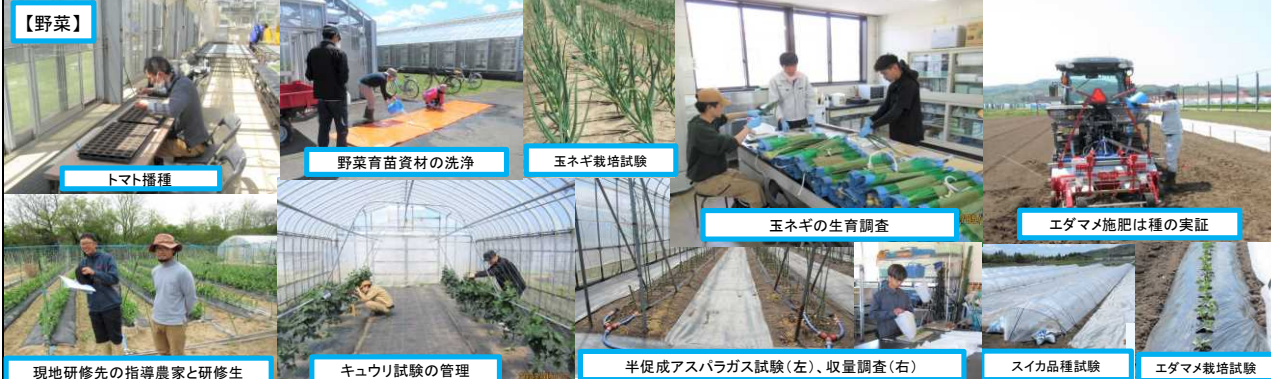 【野菜】
トマト播種
野菜育苗資材の洗浄
玉ネギ栽培試験
玉ネギの生育調査
エダマメ施肥は種の実証
現地研修先の指導農家と研修生
キュウリ試験の管理
半促成アスパラガス試験(左)、収量調査(右)
スイカ品種試験
エダマメ栽培試験